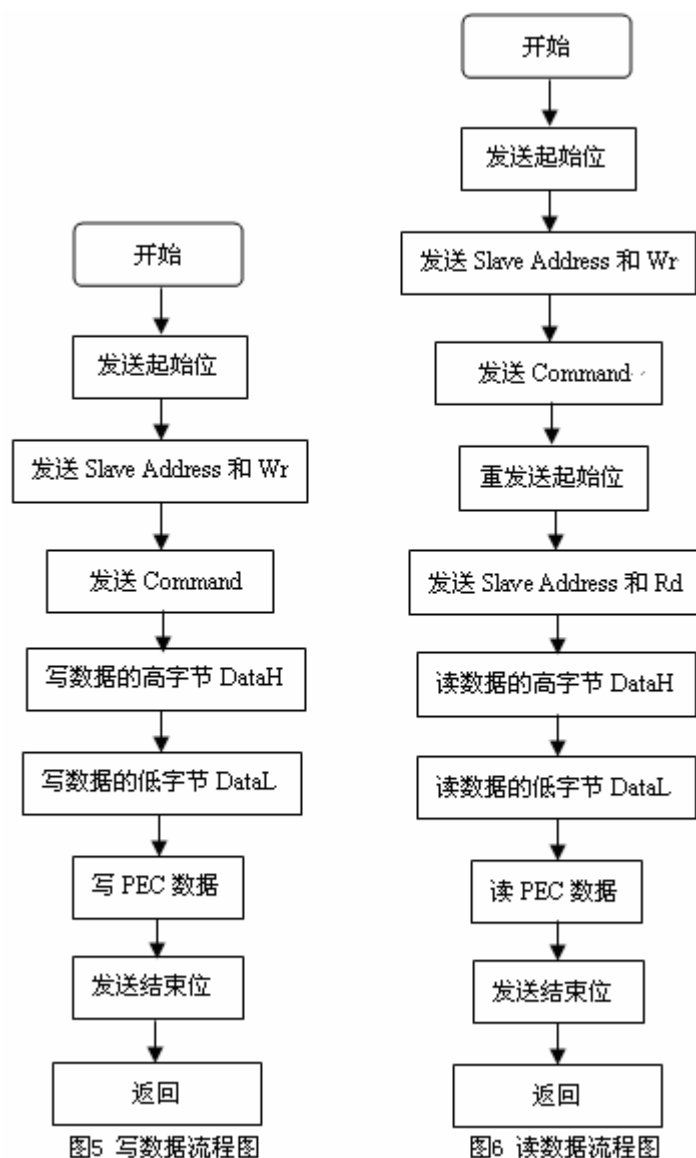 开始
发送起始位
发送 Slave Address 和 Wr
发送 Command
写数据的高字节 DataH
写数据的低字节 DataL
写 PEC 数据
发送结束位
返回
图5 写数据流程图
开始
发送起始位
发送 Slave Address 和 Wr
发送 Command
重发送起始位
发送 Slave Address 和 Rd
读数据的高字节 DataH
读数据的低字节 DataL
读 PEC 数据
发送结束位
返回
图6 读数据流程图